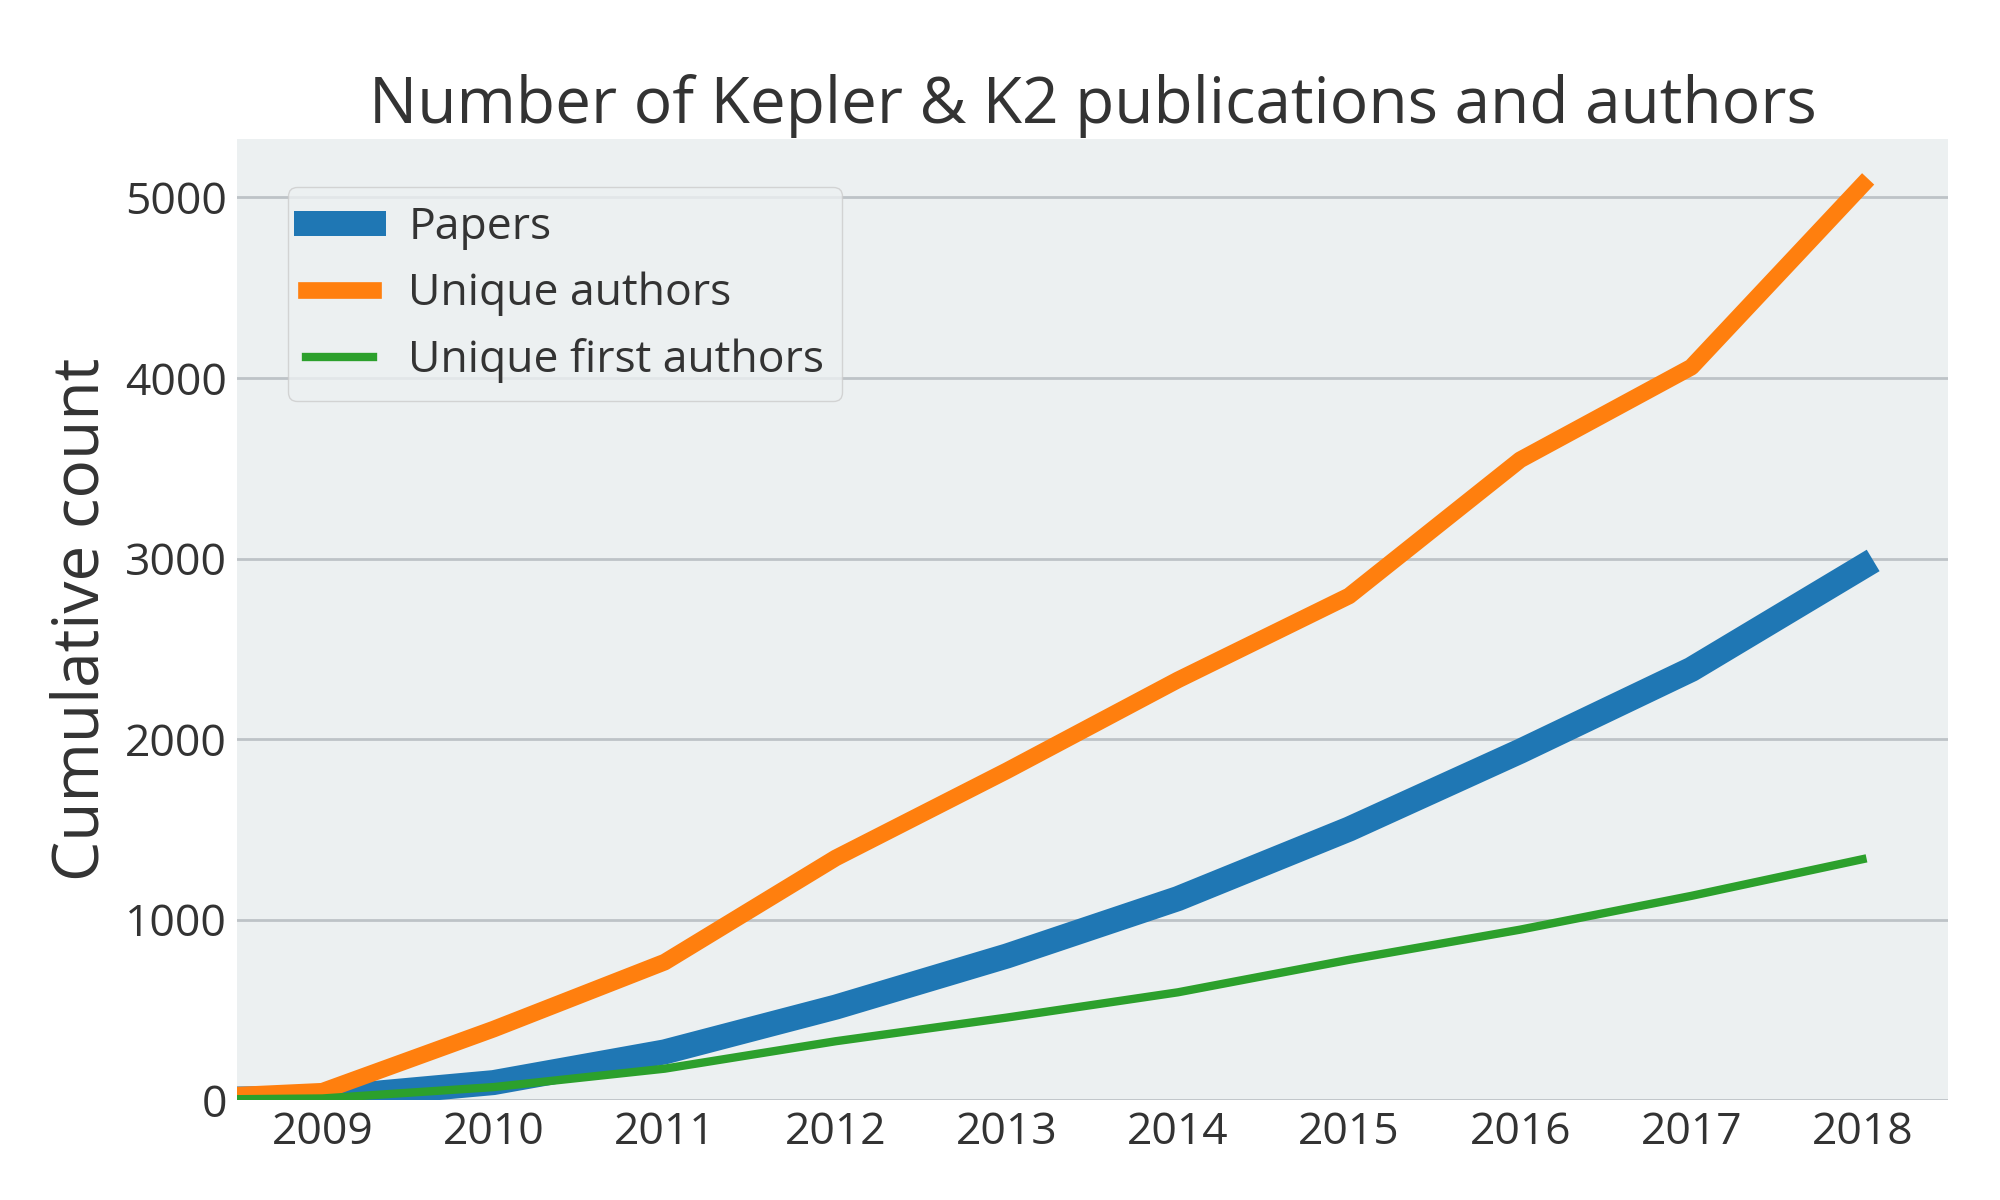 Number of Kepler & K2 publications and authors
Papers
Unique authors
Unique first authors
Cumulative count
5000
4000
3000
2000
1000
0
2009 2010 2011 2012 2013 2014 2015 2016 2017 2018